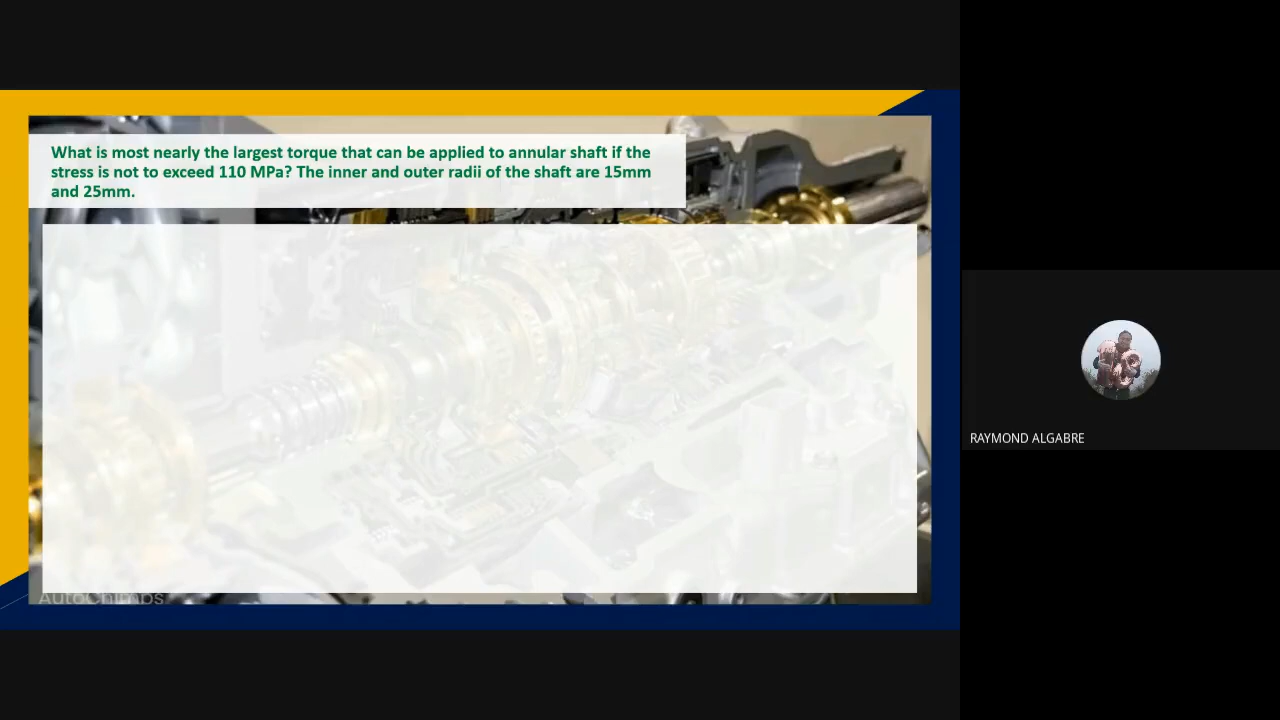 What is most nearly the largest torque that can be applied to annular shaft if the
stress is not to exceed 110 MPa? The inner and outer radii of the shaft are 15mm
and 25mm.
RAYMOND ALGABRE
AutoChimps